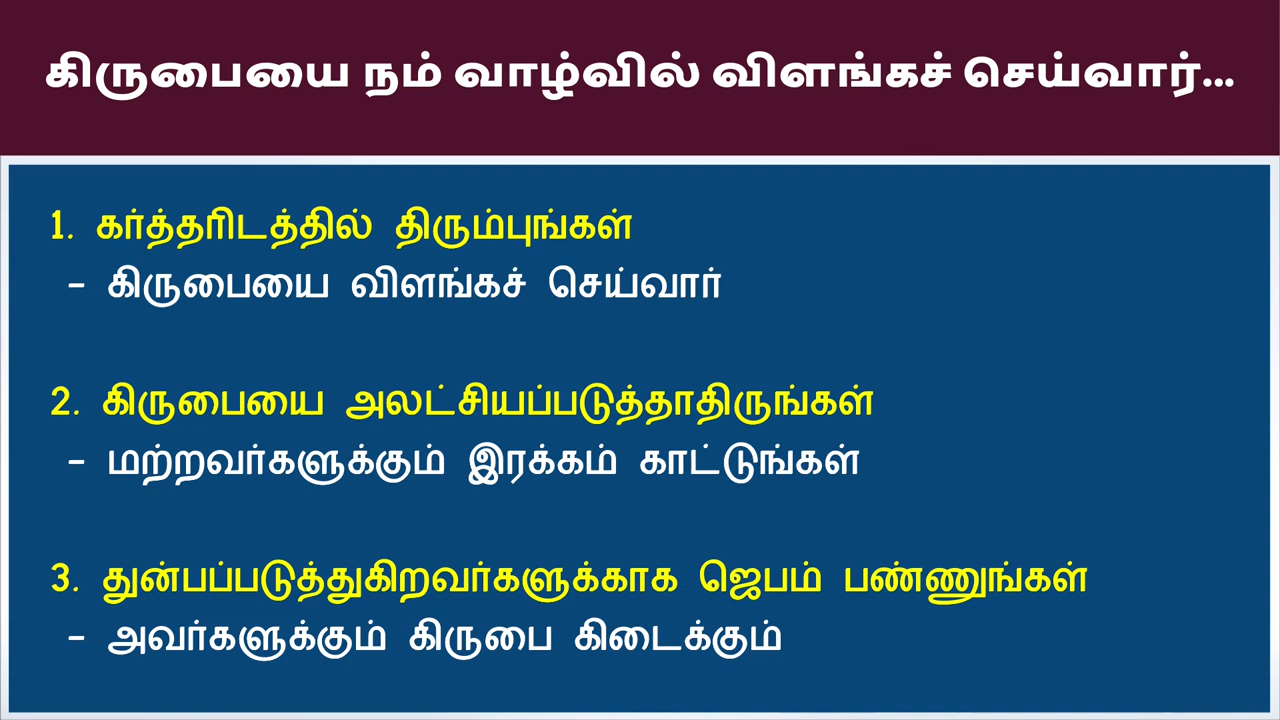 கிருபையை நம் வாழ்வில் விளங்கச் செய்வார்...
1. கர்த்தரிடத்தில் திரும்புங்கள்
- கிருபையை விளங்கச் செய்வார்
2. கிருபையை அலட்சியப்படுத்தாதிருங்கள்
- மற்றவர்களுக்கும் இரக்கம் காட்டுங்கள்
3. துன்பப்படுத்துகிறவர்களுக்காக ஜெபம் பண்ணுங்கள்
- அவர்களுக்கும் கிருபை கிடைக்கும்